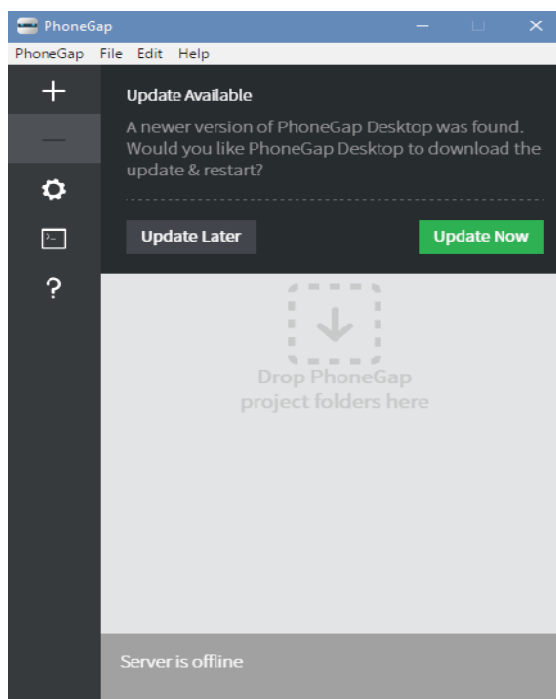 PhoneGap
PhoneGap File Edit Help
Update Available
A newer version of PhoneGap Desktop was found.
Would you like PhoneGap Desktop to download the
update & restart?
Update Later
Update Now
Drop PhoneGap
project folders here
Server is offline